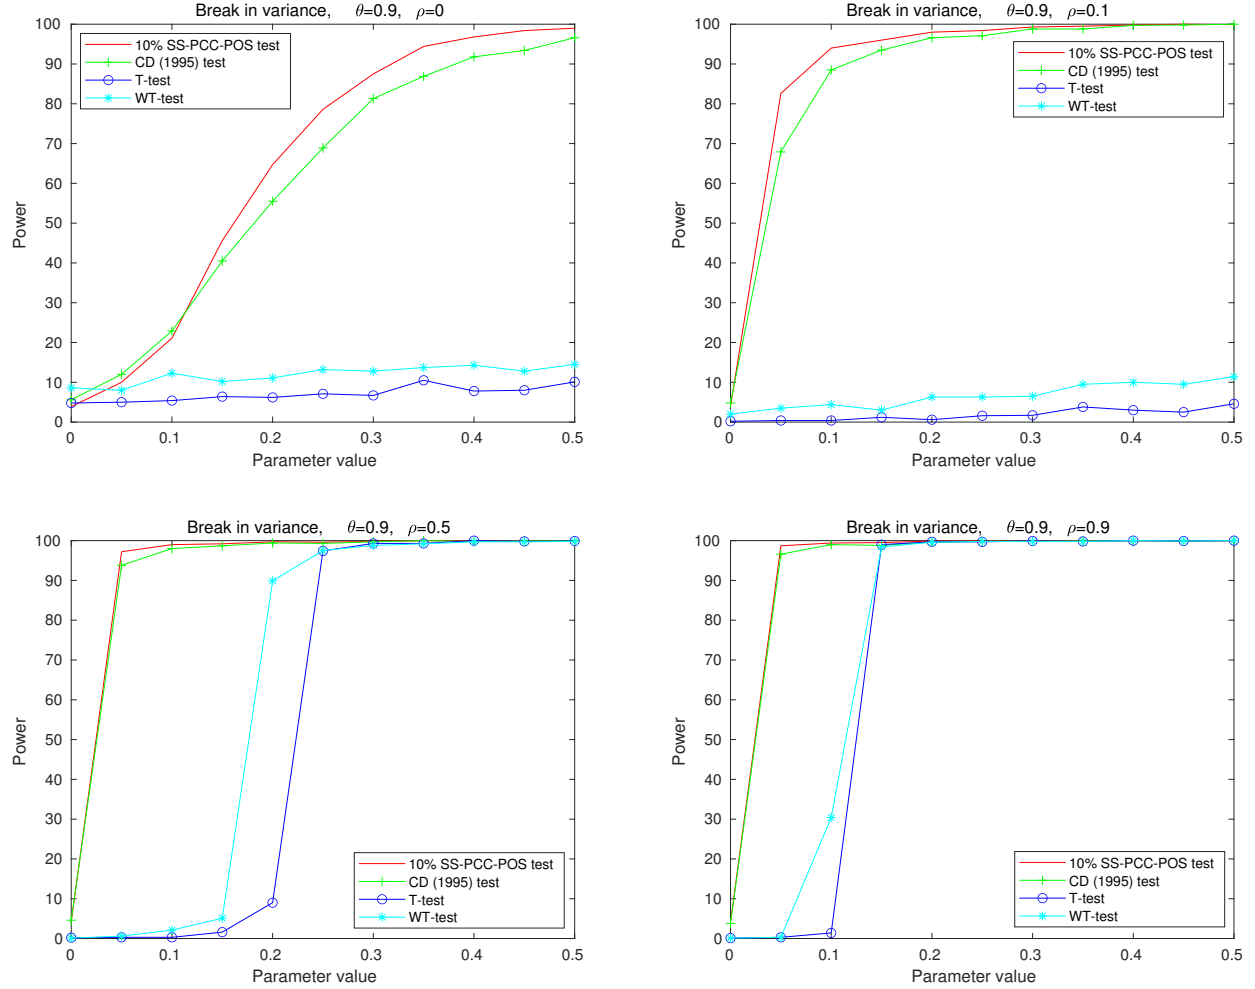 Break in variance, θ=0.9, ρ=0
100
90
80
70
60
50
40
30
20
10
0
Power
0 0.1 0.2 0.3 0.4 0.5
Parameter value
10% SS-PCC-POS test
CD (1995) test
T-test
WT-test
Break in variance, θ=0.9, ρ=0.1
100
90
80
70
60
50
40
30
20
10
0
Power
0 0.1 0.2 0.3 0.4 0.5
Parameter value
10% SS-PCC-POS test
CD (1995) test
T-test
WT-test
Break in variance, θ=0.9, ρ=0.5
100
90
80
70
60
50
40
30
20
10
0
Power
0 0.1 0.2 0.3 0.4 0.5
Parameter value
10% SS-PCC-POS test
CD (1995) test
T-test
WT-test
Break in variance, θ=0.9, ρ=0.9
100
90
80
70
60
50
40
30
20
10
0
Power
0 0.1 0.2 0.3 0.4 0.5
Parameter value
10% SS-PCC-POS test
CD (1995) test
T-test
WT-test